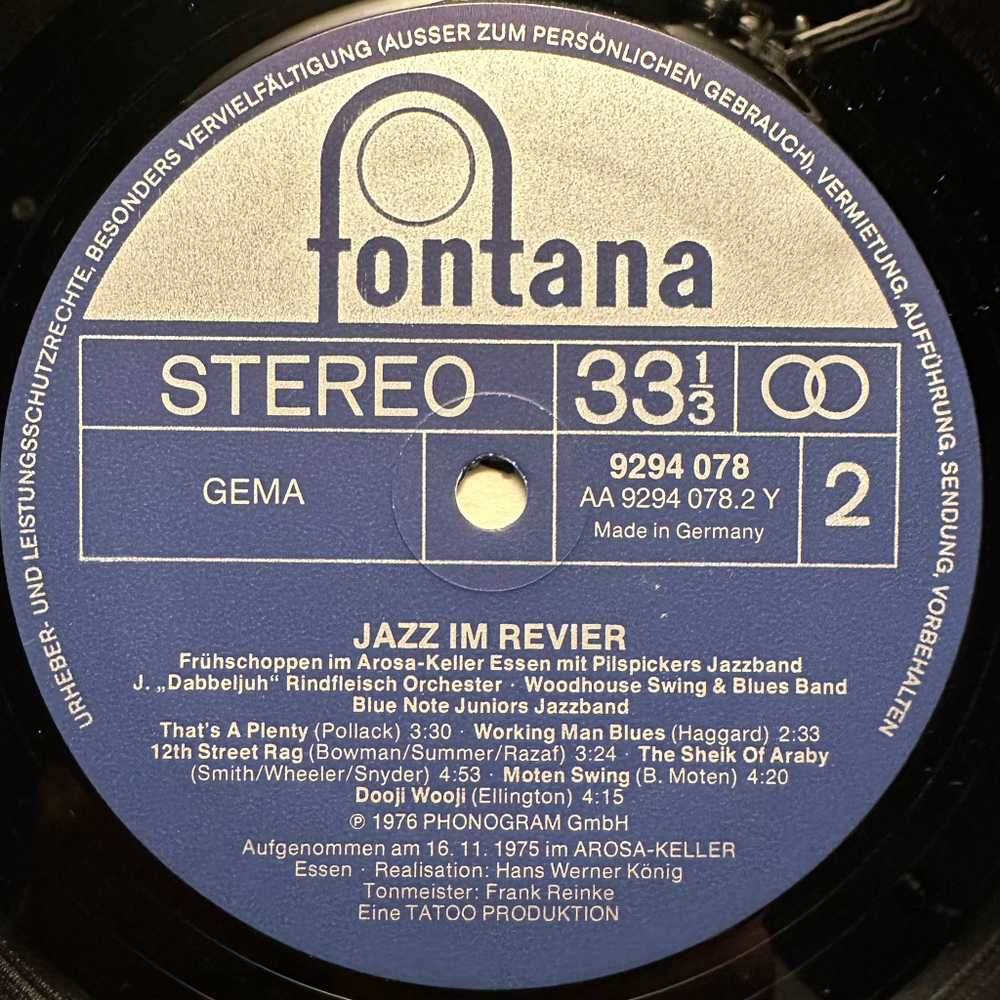 URHEBER- UND LEISTUNGSSCHUTZRECHTE, BESONDERS VERVIELFÄLTIGUNG (AUSSER ZUM PERSÖNLICHEN GEBRAUCH), VERMIETUNG, AUFFÜHRUNG, SENDUNG, VORBEHALTEN
fontana
STEREO 33 1/3
GEMA
9294 078
AA 9294 078.2 Y
Made in Germany
2
JAZZ IM REVIER
Frühschoppen im Arosa-Keller Essen mit Pilspickers Jazzband
J. „Dabbeljuh“ Rindfleisch Orchester · Woodhouse Swing & Blues Band
Blue Note Juniors Jazzband
That's A Plenty (Pollack) 3:30 · Working Man Blues (Haggard) 2:33
12th Street Rag (Bowman/Summer/Razaf) 3:24 · The Sheik Of Araby
(Smith/Wheeler/Snyder) 4:53 · Moten Swing (B. Moten) 4:20
Dooji Wooji (Ellington) 4:15
℗ 1976 PHONOGRAM GmbH
Aufgenommen am 16. 11. 1975 im AROSA-KELLER
Essen · Realisation: Hans Werner König
Tonmeister: Frank Reinke
Eine TATOO PRODUKTION